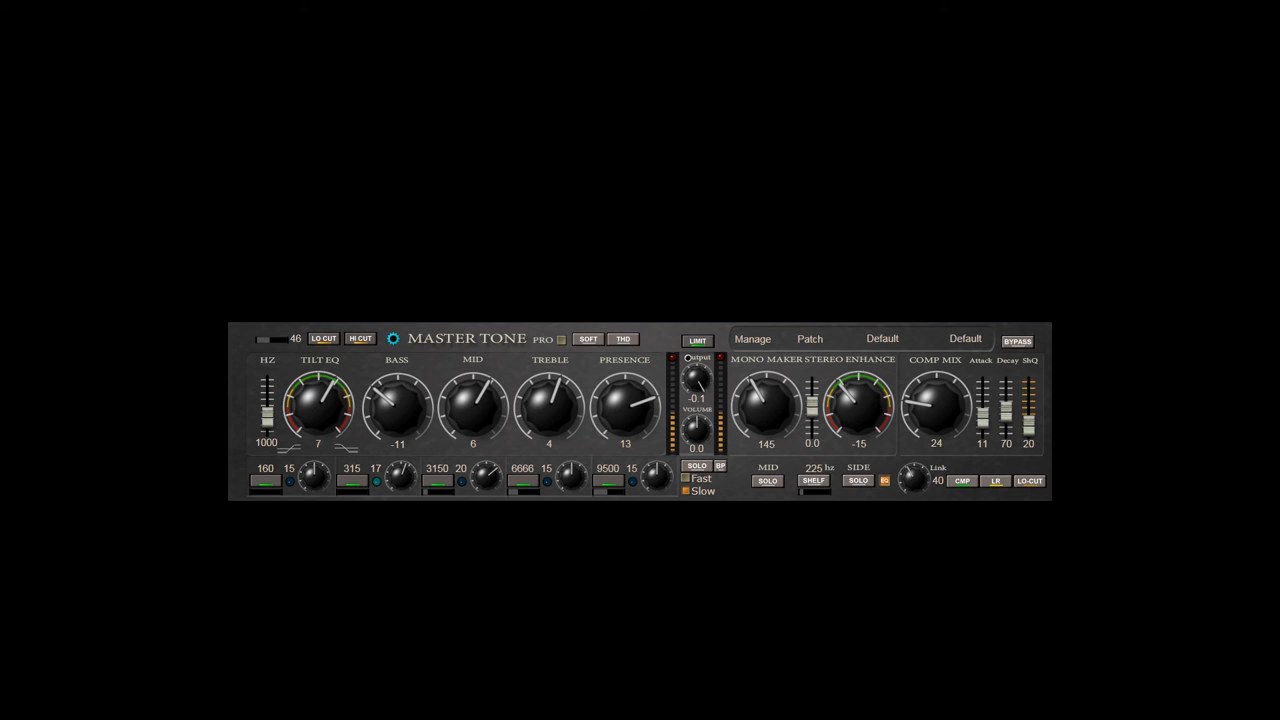 46 LO CUT HI CUT MASTER TONE PRO SOFT THD LIMIT Manage Patch Default Default BYPASS
HZ TILT EQ BASS MID TREBLE PRESENCE Output MONO MAKER STEREO ENHANCE COMP MIX Attack Decay ShQ
-0.1
VOLUME
1000 7 -11 6 4 13 0.0 145 0.0 -15 24 11 70 20
160 15 315 17 3150 20 6666 15 9500 15 SOLO BP MID 225 hz SIDE Link
Fast SOLO SHELF SOLO EQ 40 CMP LR LO-CUT
Slow